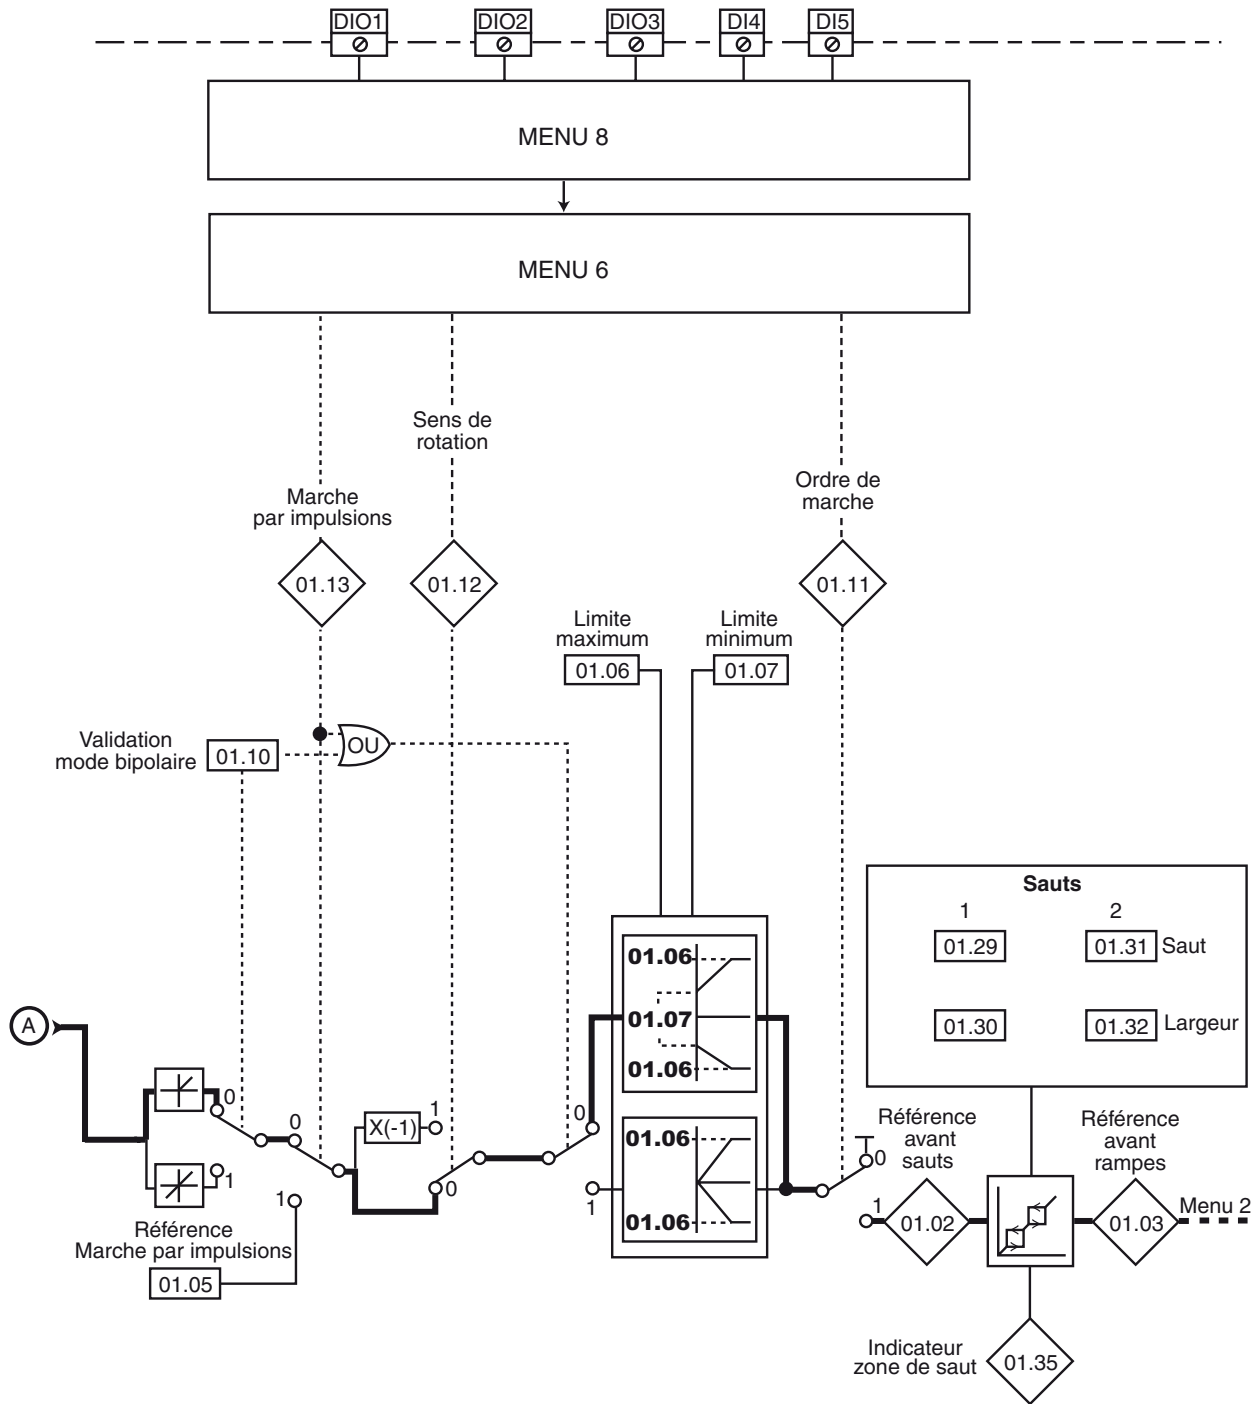 DIO1
DIO2
DIO3
DI4
DI5
MENU 8
MENU 6
Sens de
rotation
Marche
par impulsions
Ordre de
marche
01.13
01.12
01.11
Limite
maximum
01.06
Limite
minimum
01.07
Validation
mode bipolaire
01.10
OU
Sauts
1
2
01.29
01.31
Saut
01.30
01.32
Largeur
01.06
01.07
01.06
A
0
0
X(-1)
1
0
0
1
1
01.06
01.06
1
0
Référence
Marche par impulsions
01.05
Référence
avant
sauts
Référence
avant
rampes
1
01.02
01.03
Menu 2
Indicateur
zone de saut
01.35